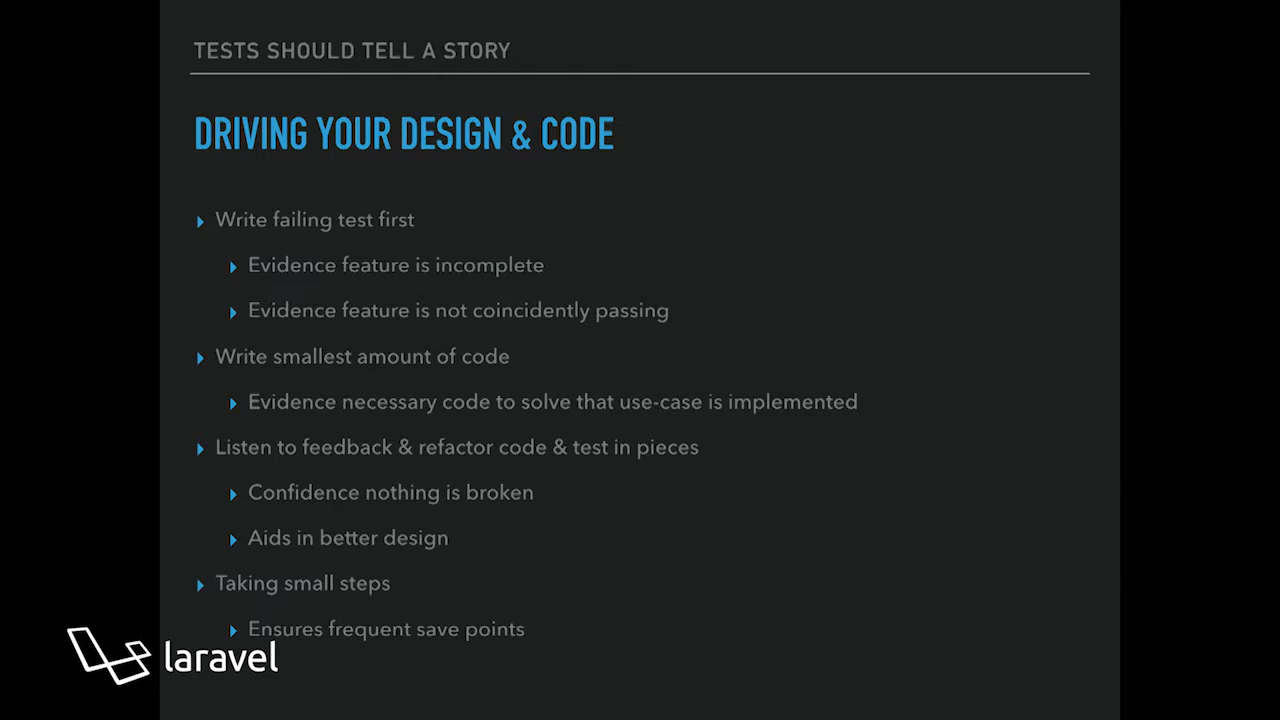 TESTS SHOULD TELL A STORY
DRIVING YOUR DESIGN & CODE
Write failing test first
Evidence feature is incomplete
Evidence feature is not coincidently passing
Write smallest amount of code
Evidence necessary code to solve that use-case is implemented
Listen to feedback & refactor code & test in pieces
Confidence nothing is broken
Aids in better design
Taking small steps
Ensures frequent save points
laravel